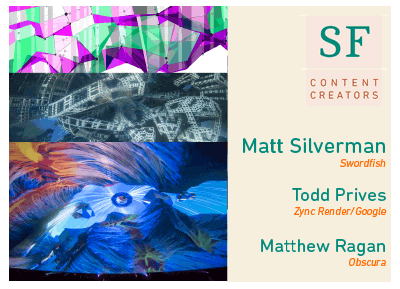 SF
CONTENT
CREATORS
Matt Silverman
Swordfish
Todd Prives
Zync Render/Google
Matthew Ragan
Obscura